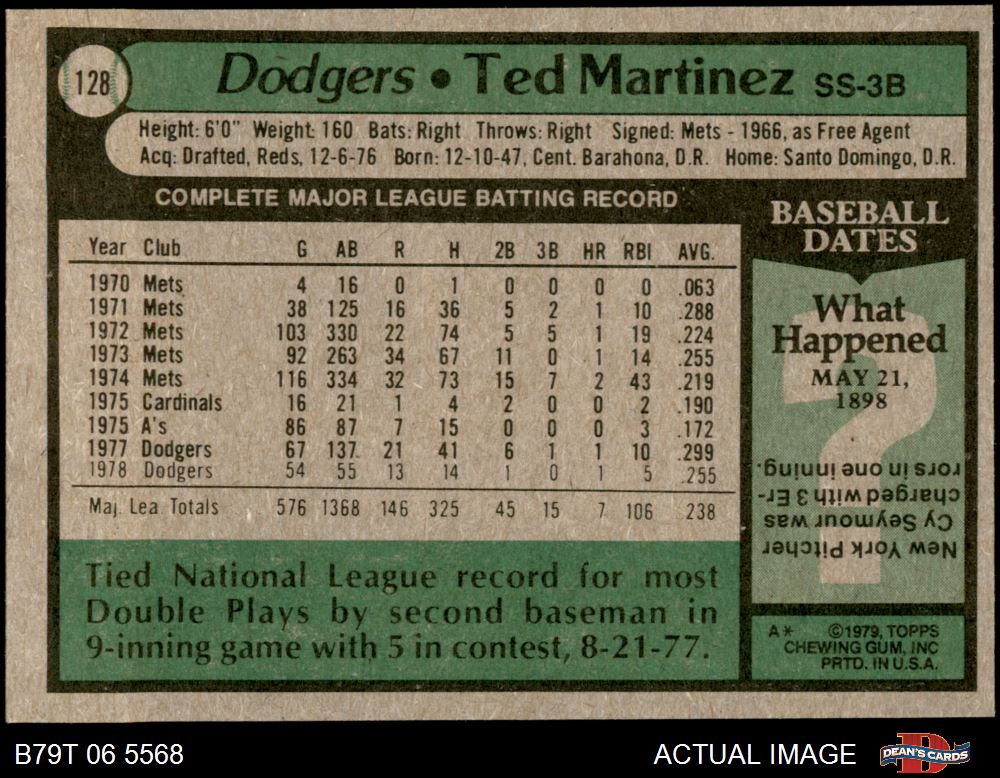 128
Dodgers • Ted Martinez SS-3B
Height: 6'0" Weight: 160 Bats: Right Throws: Right Signed: Mets - 1966, as Free Agent
Acq: Drafted, Reds, 12-6-76 Born: 12-10-47, Cent. Barahona, D.R. Home: Santo Domingo, D.R.
COMPLETE MAJOR LEAGUE BATTING RECORD
Year Club G AB R H 2B 3B HR RBI AVG.
1970 Mets 4 16 0 1 0 0 0 0 .063
1971 Mets 38 125 16 36 5 2 1 10 .288
1972 Mets 103 330 22 74 5 5 1 19 .224
1973 Mets 92 263 34 67 11 0 1 14 .255
1974 Mets 116 334 32 73 15 7 2 43 .219
1975 Cardinals 16 21 1 4 2 0 0 2 .190
1975 A's 86 87 7 15 0 0 0 3 .172
1977 Dodgers 67 137 21 41 6 1 1 10 .299
1978 Dodgers 54 55 13 14 1 0 1 5 .255
Maj. Lea Totals 576 1368 146 325 45 15 7 106 .238
Tied National League record for most
Double Plays by second baseman in
9-inning game with 5 in contest, 8-21-77.
BASEBALL
DATES
What
Happened
MAY 21,
1898
?
New York Pitcher
Cy Seymour was
charged with 3 Er-
rors in one inning.
A* ©1979, TOPPS
CHEWING GUM, INC
PRTD. IN U.S.A.
B79T 06 5568
ACTUAL IMAGE
DEAN'S CARDS